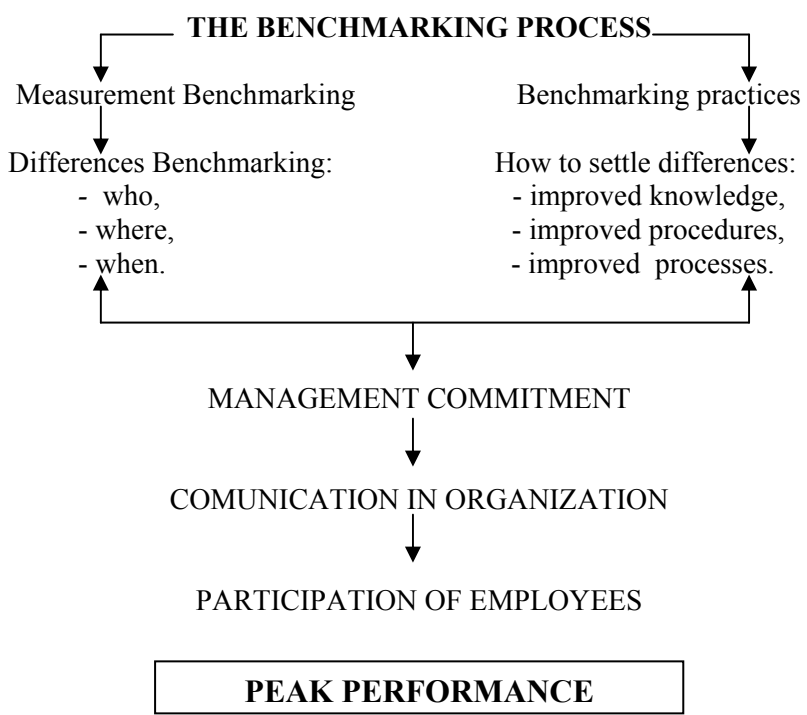 THE BENCHMARKING PROCESS
Measurement Benchmarking
Differences Benchmarking:
- who,
- where,
- when.
Benchmarking practices
How to settle differences:
- improved knowledge,
- improved procedures,
- improved processes.
MANAGEMENT COMMITMENT
COMUNICATION IN ORGANIZATION
PARTICIPATION OF EMPLOYEES
PEAK PERFORMANCE